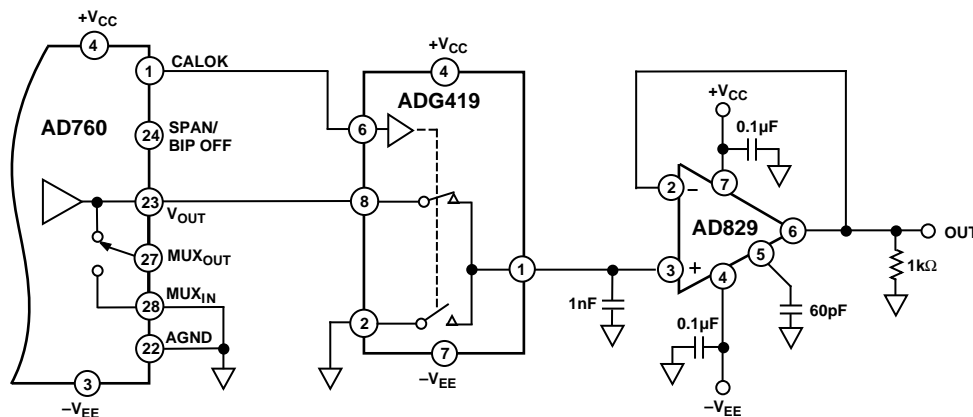 +VCC
4
1
CALOK
AD760
24
SPAN/
BIP OFF
23
VOUT
27
MUXOUT
28
MUXIN
22
AGND
3
−VEE
+VCC
4
ADG419
6
8
1
2
7
−VEE
1nF
+VCC
0.1µF
7
2
−
AD829
6
OUT
5
3
+
4
1kΩ
60pF
0.1µF
−VEE